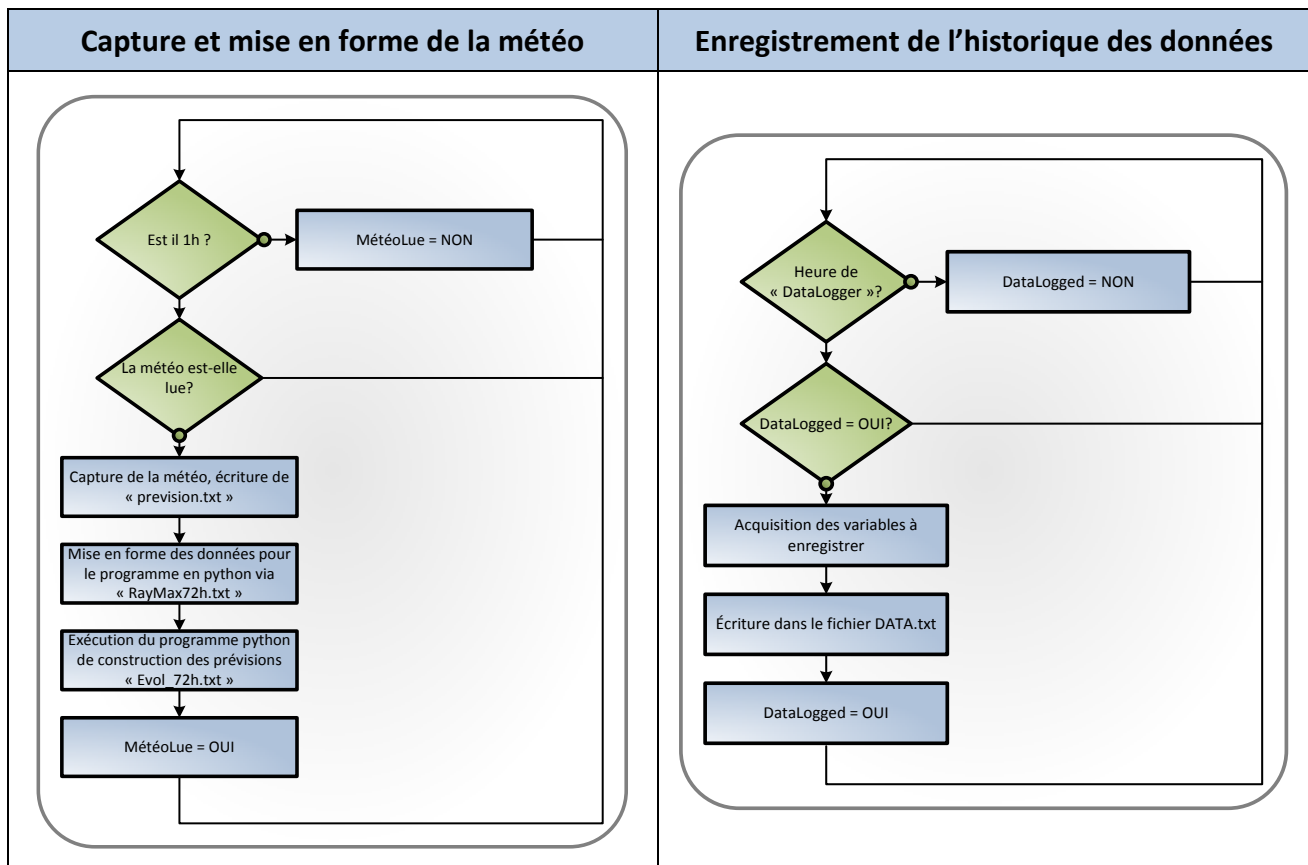 Capture et mise en forme de la météo
Est il 1h ?
MétéoLue = NON
La météo est-elle
lue?
Capture de la météo, écriture de
« prevision.txt »
Mise en forme des données pour
le programme en python via
« RayMax72h.txt »
Exécution du programme python
de construction des prévisions
« Evol_72h.txt »
MétéoLue = OUI
Enregistrement de l’historique des données
Heure de
« DataLogger »?
DataLogged = NON
DataLogged = OUI?
Acquisition des variables à
enregistrer
Écriture dans le fichier DATA.txt
DataLogged = OUI